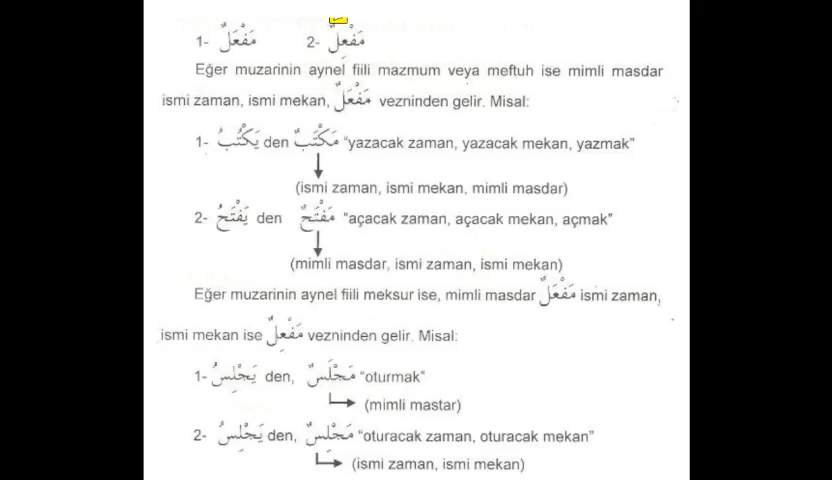 1- مَفْعَلٌ 2- مَفْعِلٌ
Eğer muzarinin aynel fiili mazmum veya meftuh ise mimli masdar
ismi zaman, ismi mekan, مَفْعَلٌ vezninden gelir. Misal:
1- يَكْتُبُ den مَكْتَبٌ “yazacak zaman, yazacak mekan, yazmak”
(ismi zaman, ismi mekan, mimli masdar)
2- يَفْتَحُ den مَفْتَحٌ “açacak zaman, açacak mekan, açmak”
(mimli masdar, ismi zaman, ismi mekan)
Eğer muzarinin aynel fiili meksur ise, mimli masdar مَفْعَلٌ ismi zaman,
ismi mekan ise مَفْعِلٌ vezninden gelir. Misal:
1- يَجْلِسُ den, مَجْلَسٌ “oturmak”
(mimli mastar)
2- يَجْلِسُ den, مَجْلِسٌ “oturacak zaman, oturacak mekan”
(ismi zaman, ismi mekan)